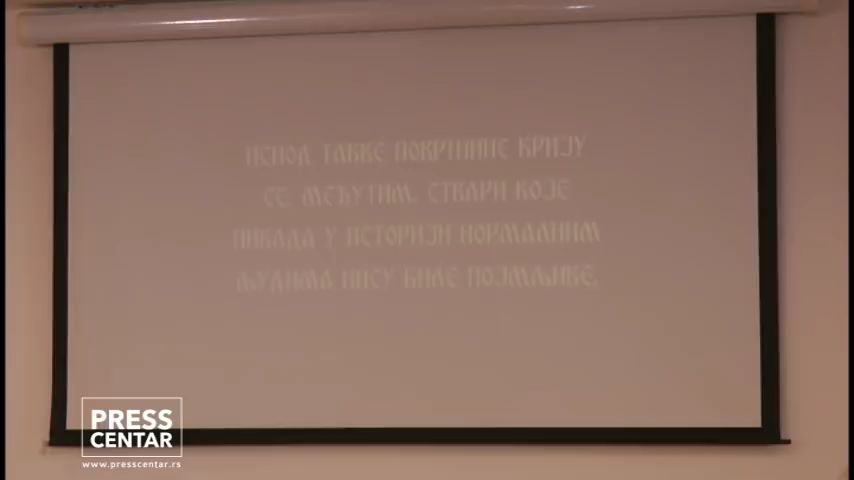 ИСПОД ТАНКЕ ПОВРШИНЕ КРИЈУ
СЕ, МЕЂУТИМ, СТВАРИ КОЈЕ
НИКАДА У ИСТОРИЈИ НОРМАЛНИМ
ЉУДИМА НИСУ БИЛЕ ПОЈМЉИВЕ.
PRESS
CENTAR
www.presscentar.rs